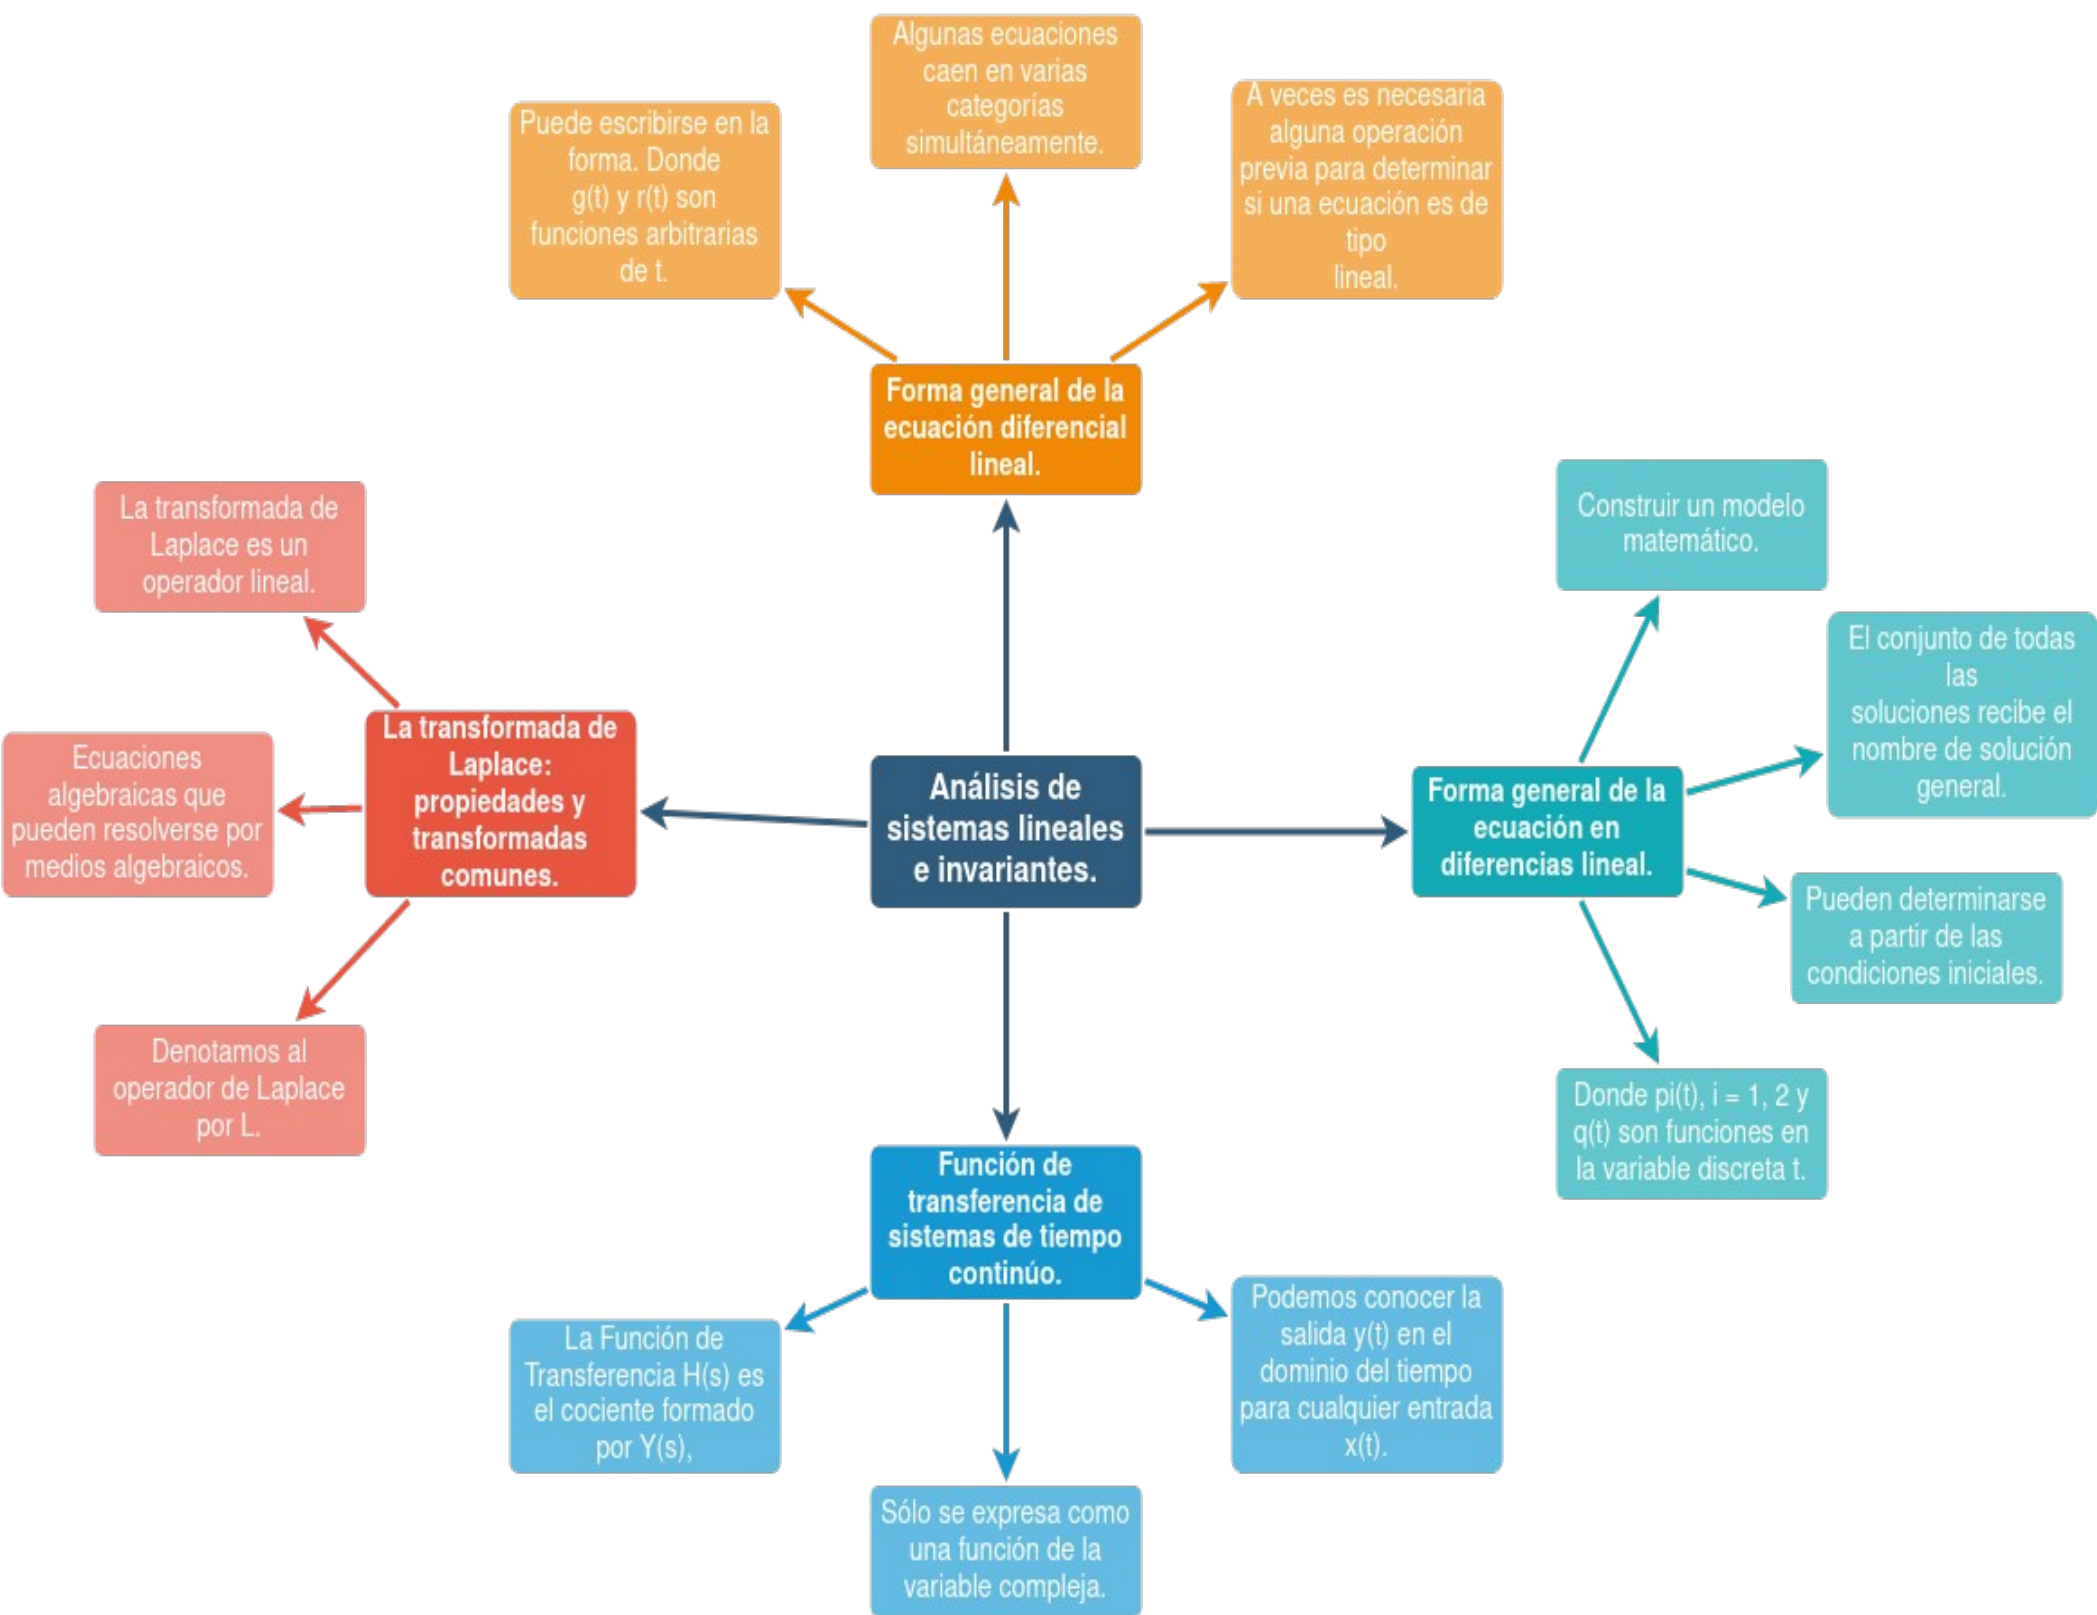 Algunas ecuaciones
caen en varias
categorías
simultáneamente.
Puede escribirse en la
forma. Donde
g(t) y r(t) son
funciones arbitrarias
de t.
A veces es necesaria
alguna operación
previa para determinar
si una ecuación es de
tipo
lineal.
Forma general de la
ecuación diferencial
lineal.
La transformada de
Laplace es un
operador lineal.
Ecuaciones
algebraicas que
pueden resolverse por
medios algebraicos.
La transformada de
Laplace:
propiedades y
transformadas
comunes.
Denotamos al
operador de Laplace
por L.
Análisis de
sistemas lineales
e invariantes.
Construir un modelo
matemático.
El conjunto de todas
las
soluciones recibe el
nombre de solución
general.
Forma general de la
ecuación en
diferencias lineal.
Pueden determinarse
a partir de las
condiciones iniciales.
Donde pi(t), i = 1, 2 y
q(t) son funciones en
la variable discreta t.
Función de
transferencia de
sistemas de tiempo
continúo.
La Función de
Transferencia H(s) es
el cociente formado
por Y(s),
Sólo se expresa como
una función de la
variable compleja.
Podemos conocer la
salida y(t) en el
dominio del tiempo
para cualquier entrada
x(t).